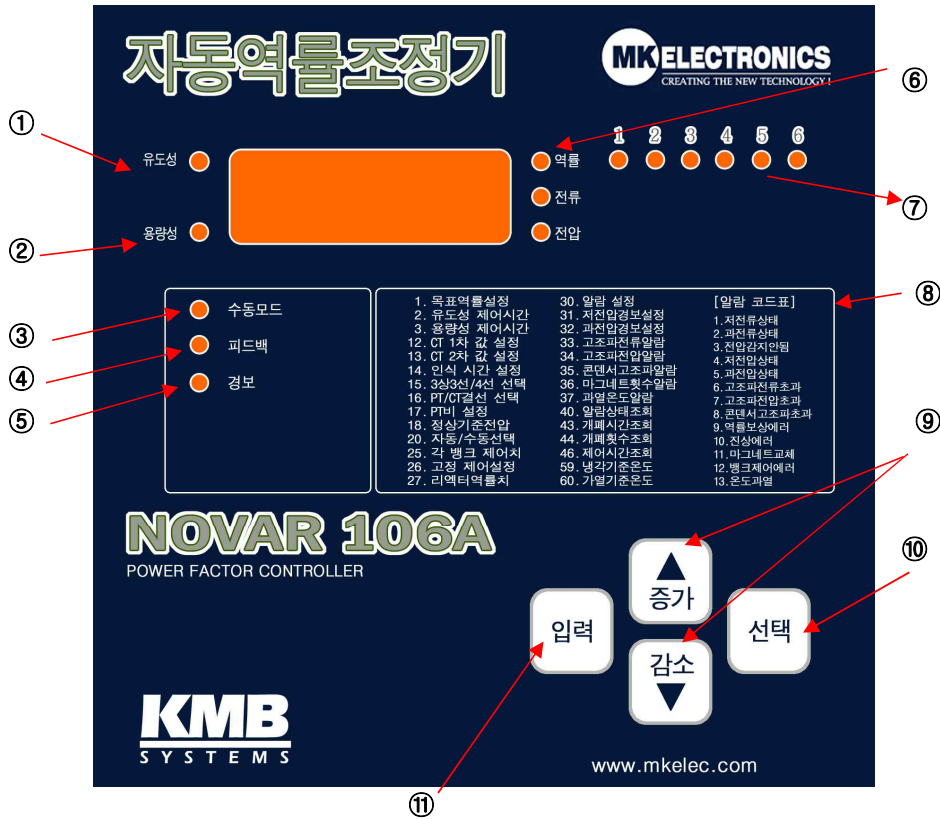 자동역률조정기
MK ELECTRONICS
CREATING THE NEW TECHNOLOGY!
⑥
①
1 2 3 4 5 6
유도성
역률
전류
⑦
②
용량성
전압
③
수동모드
④
피드백
⑤
경보
1. 목표역률설정
2. 유도성 제어시간
3. 용량성 제어시간
12. CT 1차 값 설정
13. CT 2차 값 설정
14. 인식 시간 설정
15. 3상3선/4선 선택
16. PT/CT결선 선택
17. PT비 설정
18. 정상기준전압
20. 자동/수동선택
25. 각 뱅크 제어치
26. 고정 제어설정
27. 리엑터역률치
30. 알람 설정
31. 저전압경보설정
32. 과전압경보설정
33. 고조파전류알람
34. 고조파전압알람
35. 콘덴서고조파알람
36. 마그네트횟수알람
37. 과열온도알람
40. 알람상태조회
43. 개폐시간조회
44. 개폐횟수조회
46. 제어시간조회
59. 냉각기준온도
60. 가열기준온도
[알람 코드표]
1. 저전류상태
2. 과전류상태
3. 전압감지안됨
4. 저전압상태
5. 과전압상태
6. 고조파전류초과
7. 고조파전압초과
8. 콘덴서고조파초과
9. 역률보상에러
10. 진상에러
11. 마그네트교체
12. 뱅크제어에러
13. 온도과열
⑧
⑨
NOVAR 106A
POWER FACTOR CONTROLLER
⑩
▲
증가
입력
선택
감소
▼
KMB
SYSTEMS
www.mkelec.com
⑪